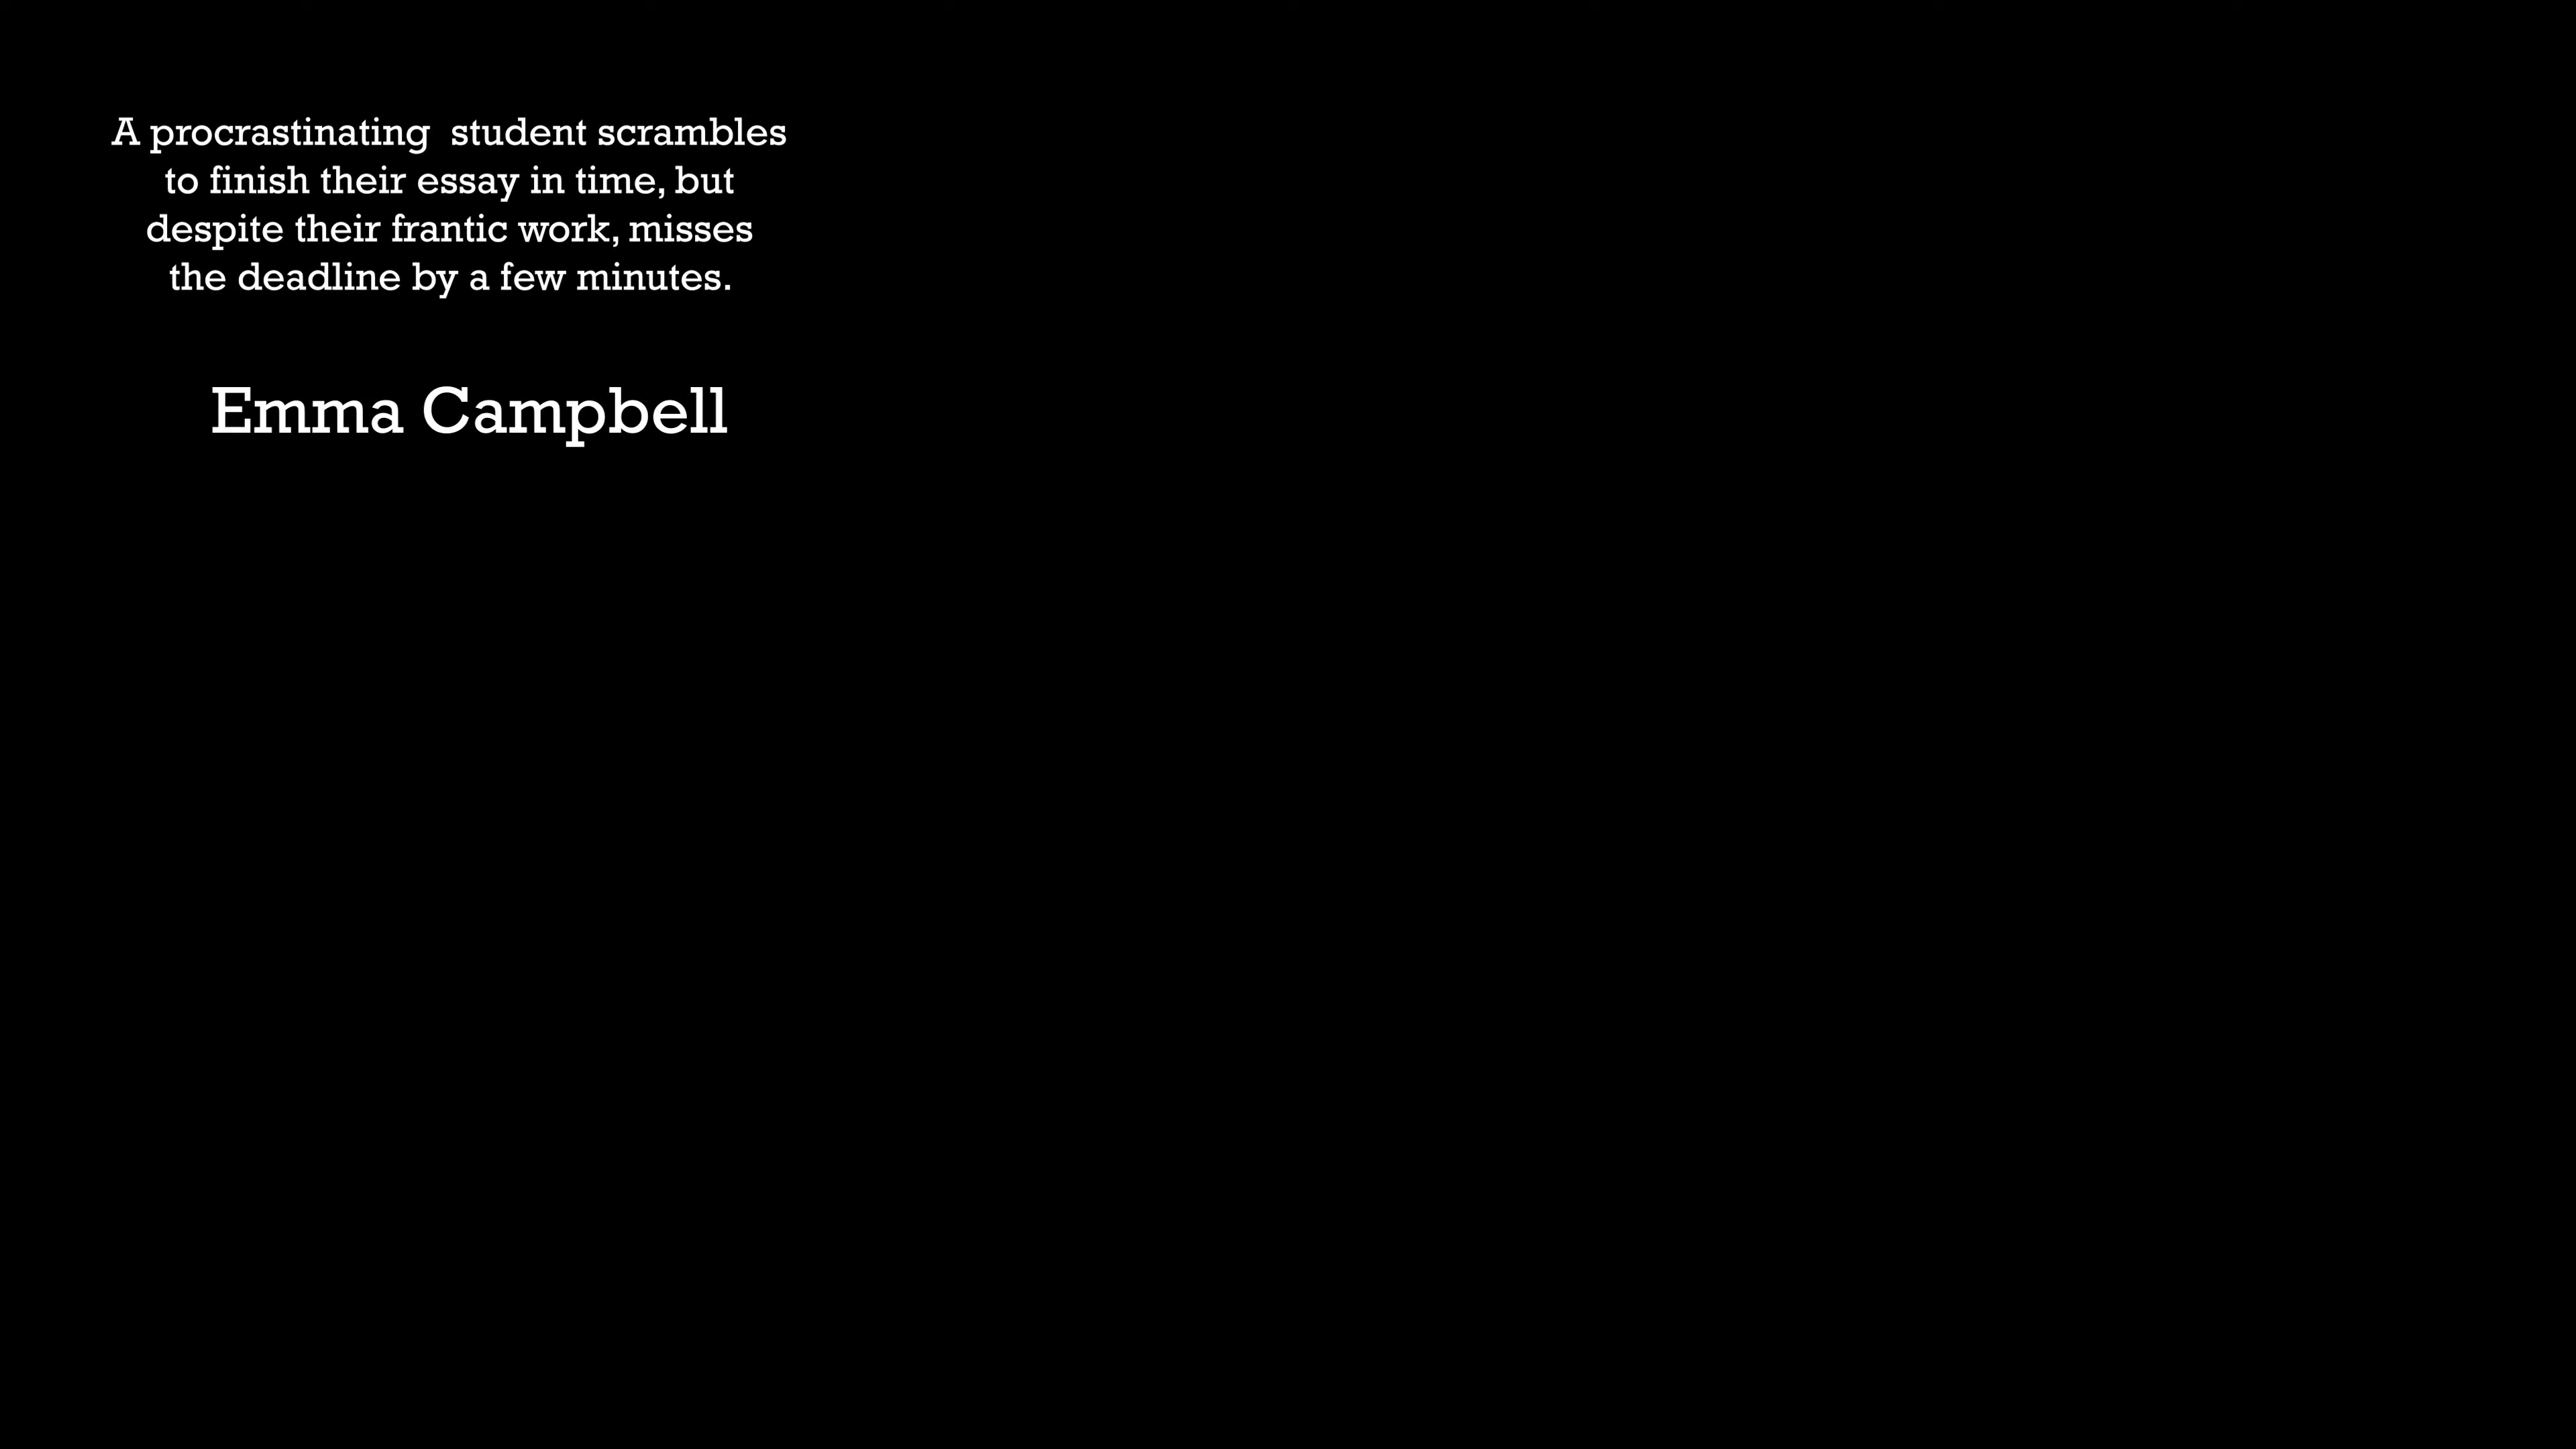 A procrastinating  student scrambles
to finish their essay in time, but
despite their frantic work, misses
the deadline by a few minutes.
Emma Campbell